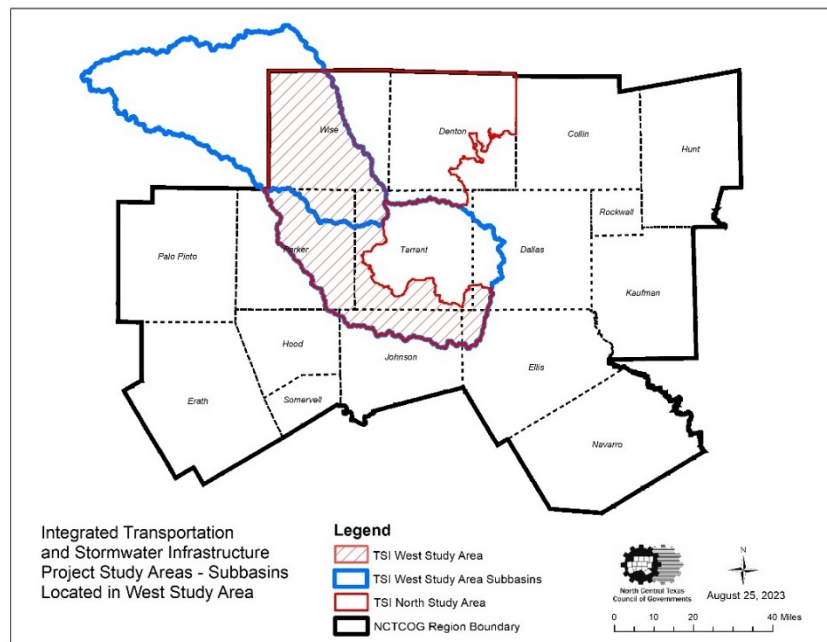 Wise
Denton
Collin
Hunt
Rockwall
Palo Pinto
Parker
Tarrant
Dallas
Kaufman
Hood
Johnson
Ellis
Erath
Somervell
Navarro
Integrated Transportation
and Stormwater Infrastructure
Project Study Areas - Subbasins
Located in West Study Area
Legend
TSI West Study Area
TSI West Study Area Subbasins
TSI North Study Area
NCTCOG Region Boundary
North Central Texas
Council of Governments
N
August 25, 2023
0 10 20 40 Miles